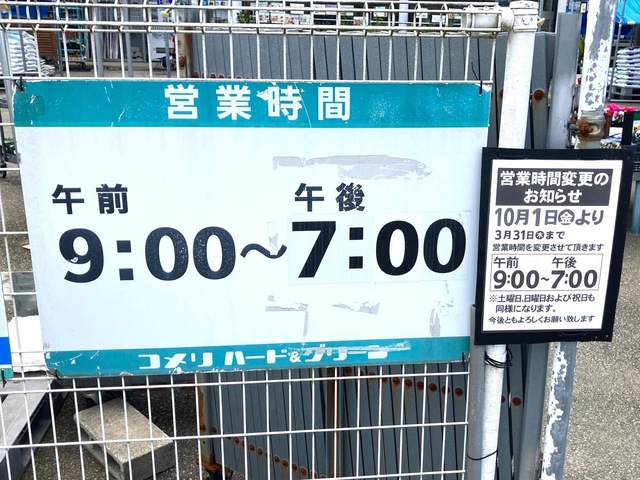 営業時間
午前 午後
9:00~7:00
コメリ ハード&グリーン
営業時間変更の
お知らせ
10月1日㊎より
3月31日㊍まで
営業時間を変更させて頂きます
午前 午後
9:00~7:00
※土曜日、日曜日および祝日も
同様になります。
今後ともよろしくお願い致します